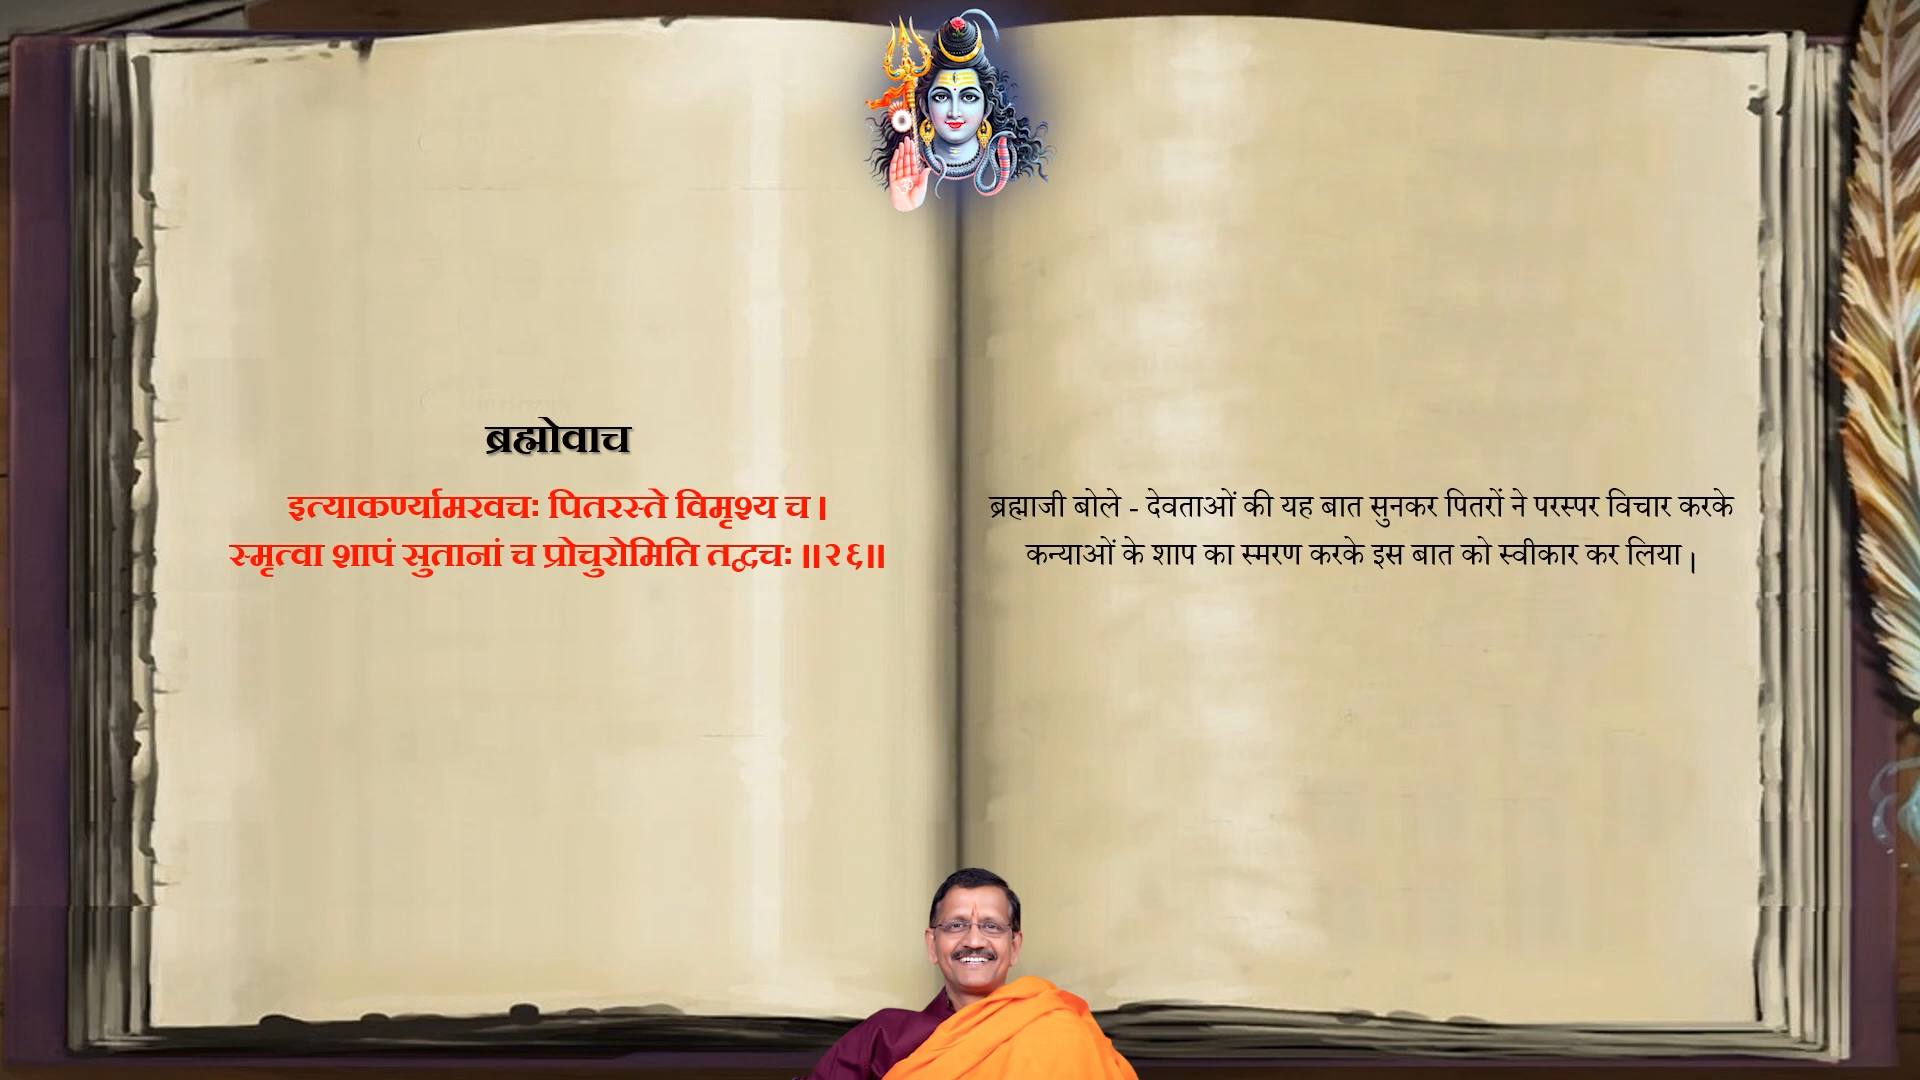 ब्रह्मोवाच
इत्याकर्ण्यामरवचः पितरस्ते विमृश्य च ।
स्मृत्वा शापं सुतानां च प्रोचुरोमिति तद्वचः ॥२६॥
ब्रह्माजी बोले - देवताओं की यह बात सुनकर पितरों ने परस्पर विचार करके
कन्याओं के शाप का स्मरण करके इस बात को स्वीकार कर लिया |